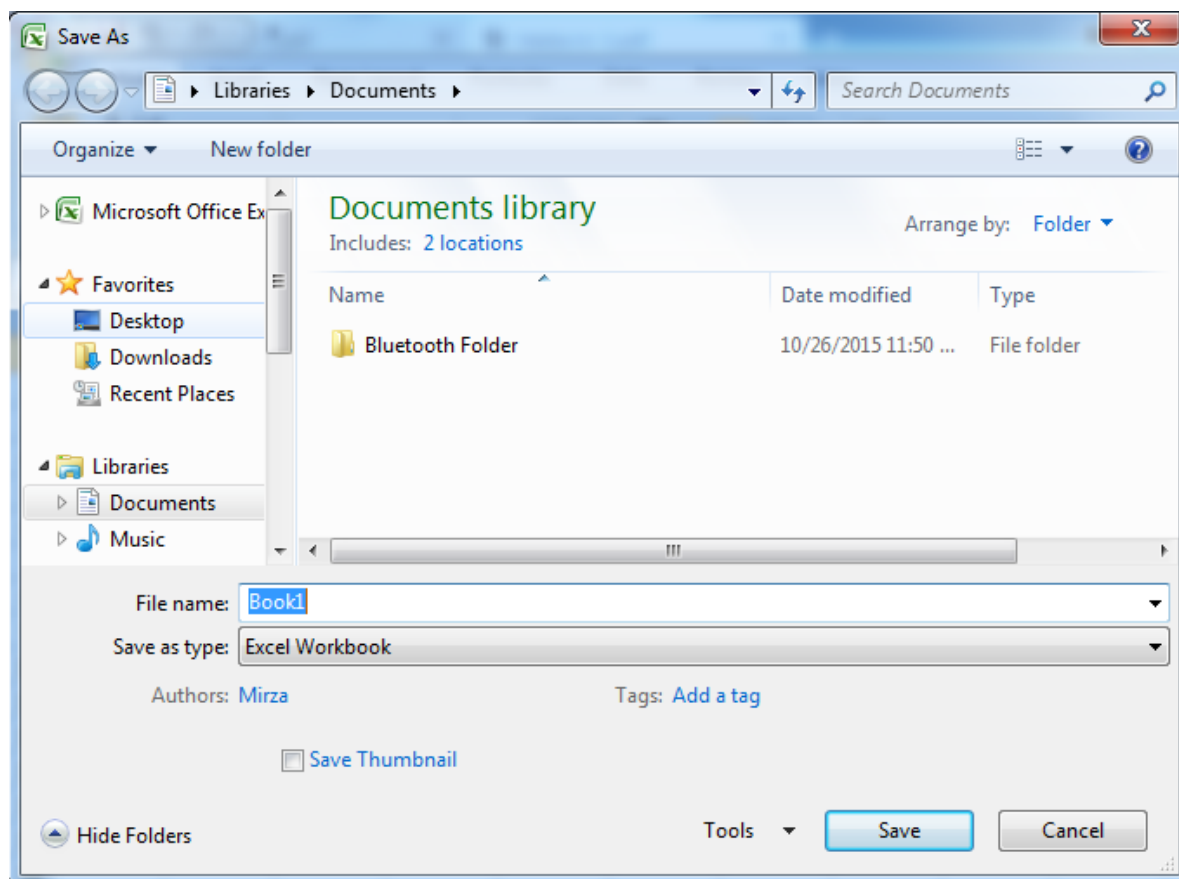 Save As
Libraries Documents
Search Documents
Organize New folder
Microsoft Office Ex
Favorites
Desktop
Downloads
Recent Places
Libraries
Documents
Music
Documents library
Includes: 2 locations
Arrange by: Folder
Name Date modified Type
Bluetooth Folder 10/26/2015 11:50 ... File folder
File name: Book1
Save as type: Excel Workbook
Authors: Mirza Tags: Add a tag
Save Thumbnail
Hide Folders Tools Save Cancel